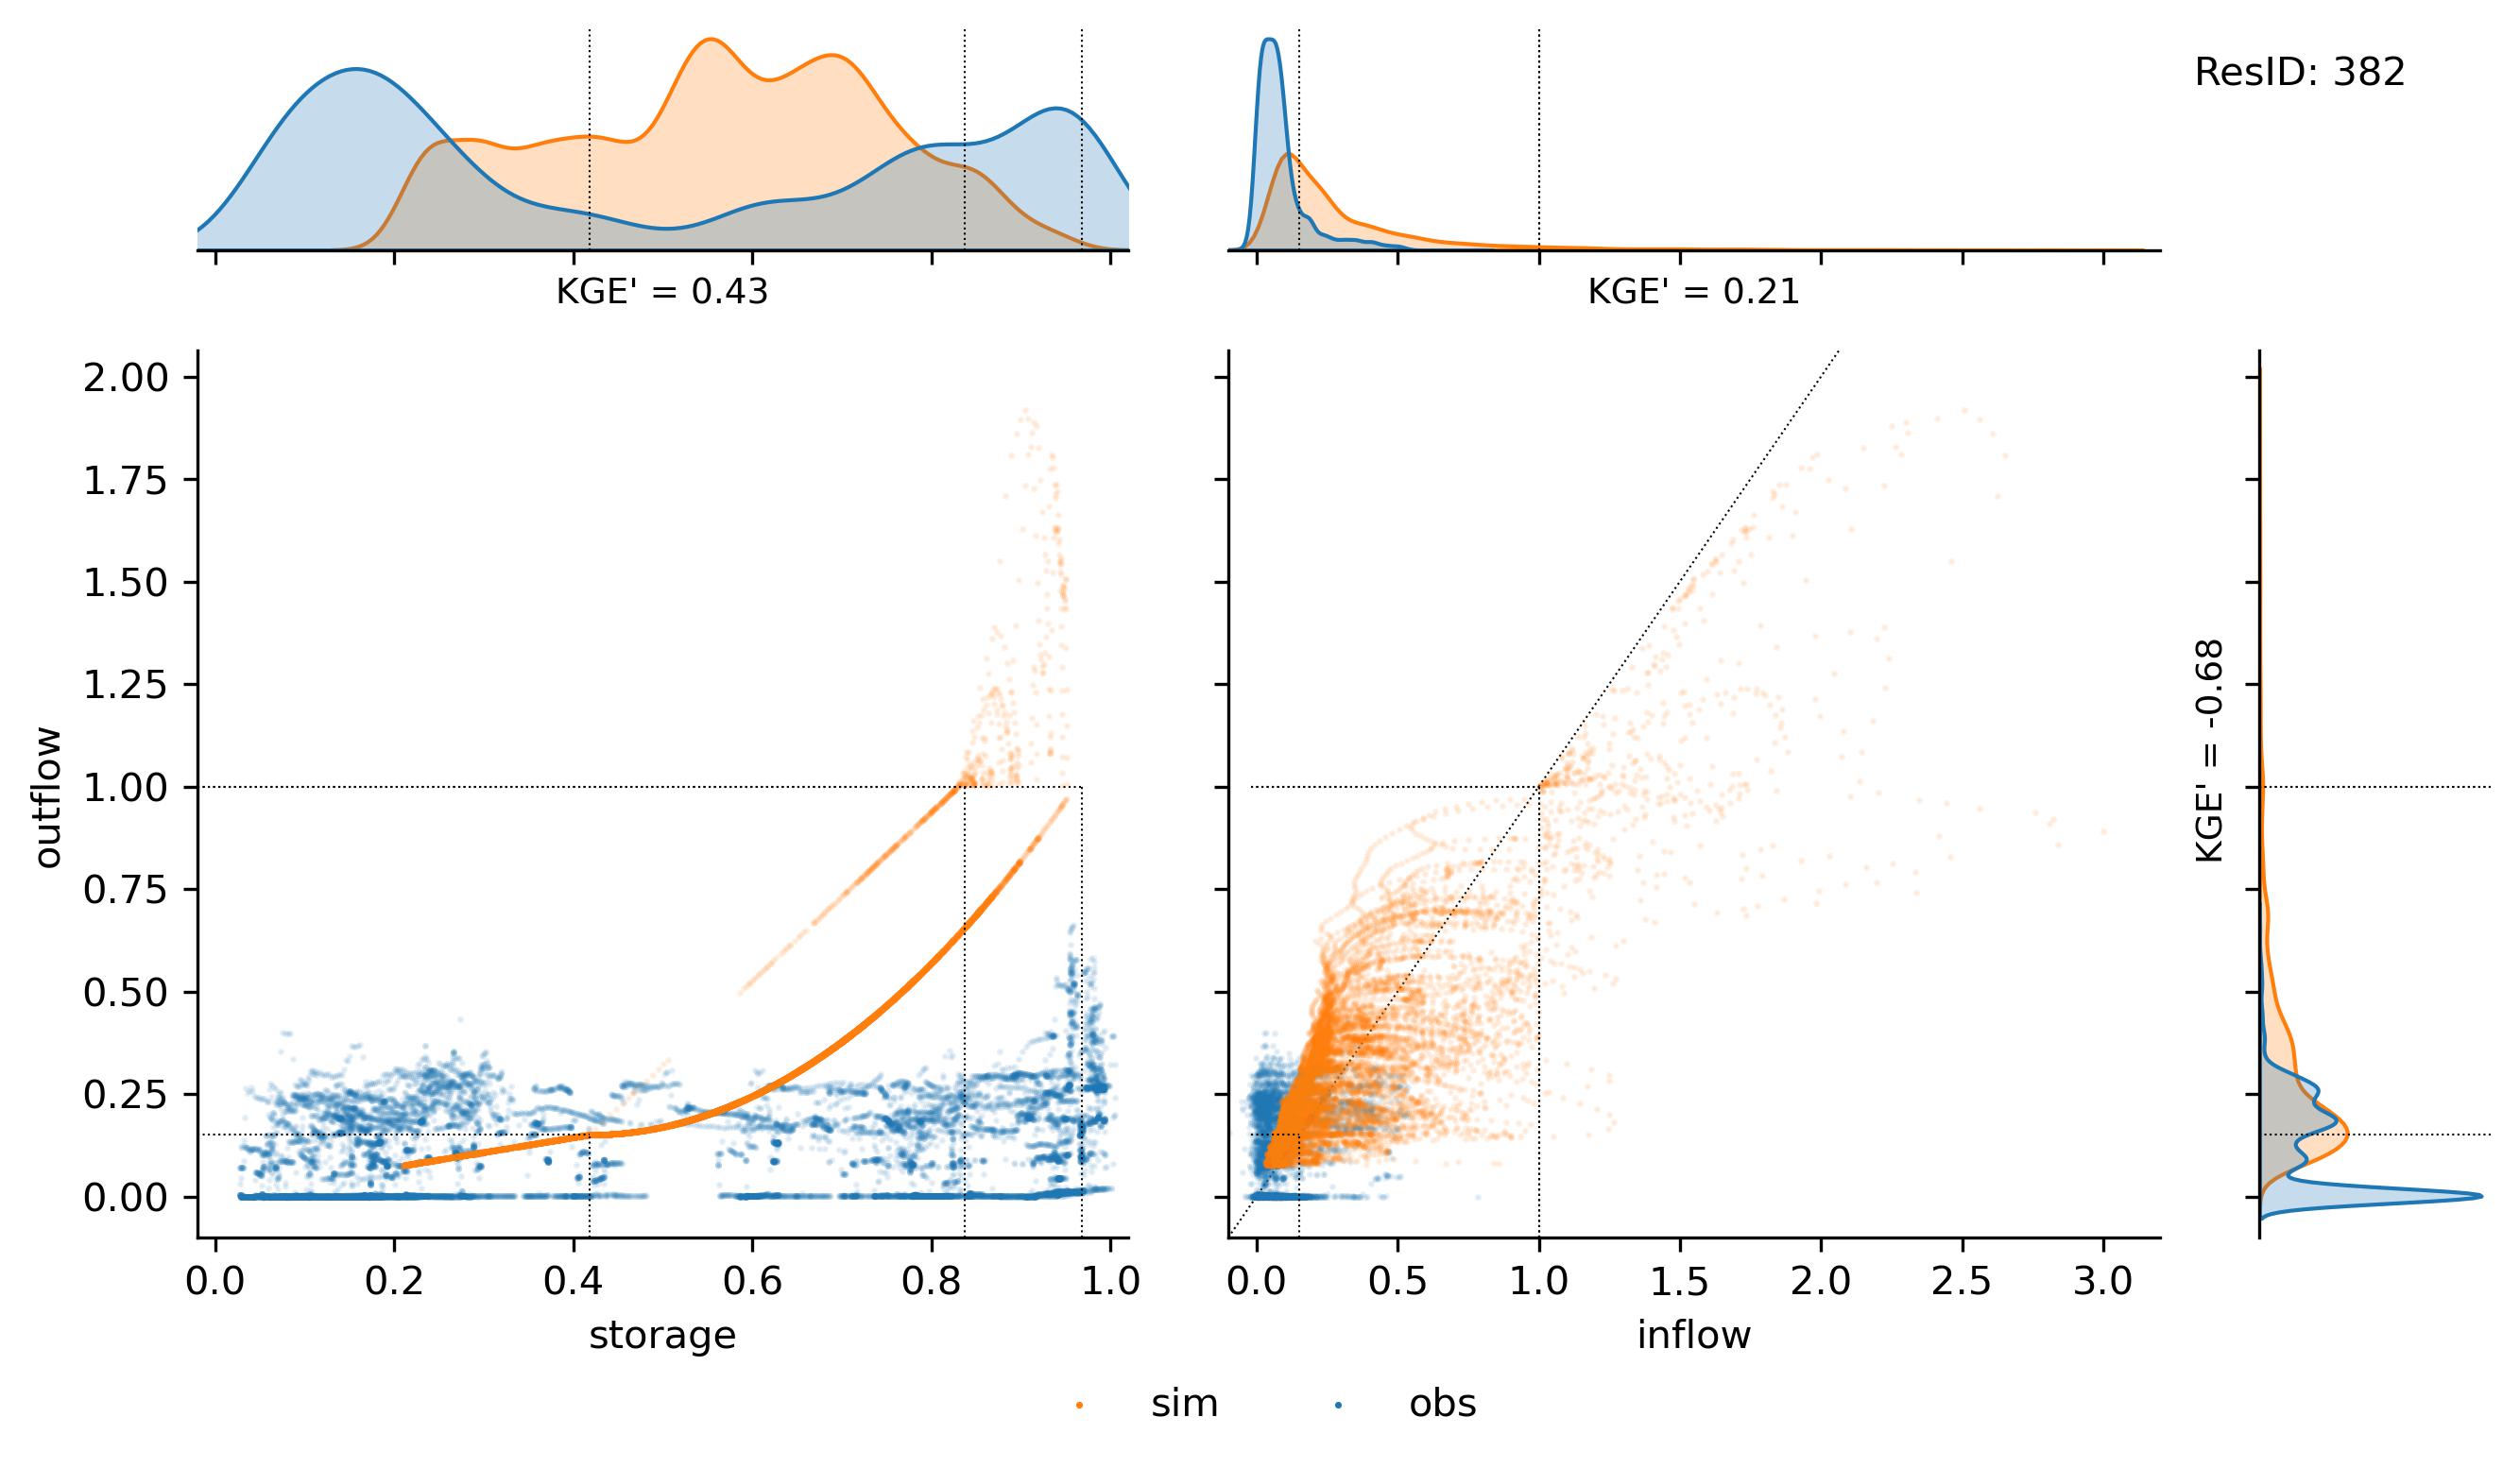 ResID: 382
KGE' = 0.43
KGE' = 0.21
2.00
1.75
1.50
1.25
1.00
0.75
0.50
0.25
0.00
outflow
KGE' = -0.68
0.0 0.2 0.4 0.6 0.8 1.0
0.0 0.5 1.0 1.5 2.0 2.5 3.0
storage
inflow
sim obs